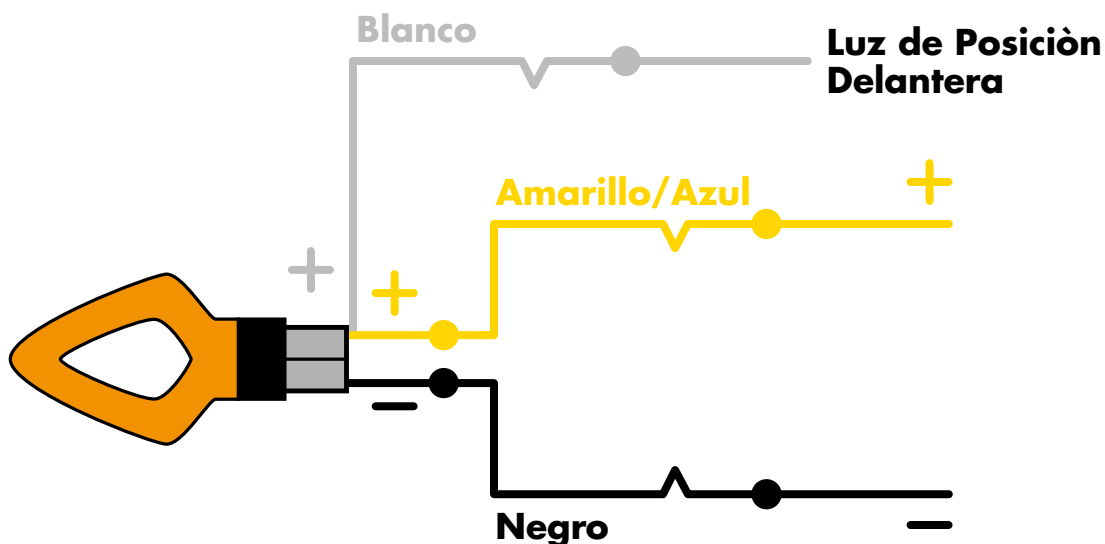 Blanco
Luz de Posiciòn
Delantera
Amarillo/Azul
Negro